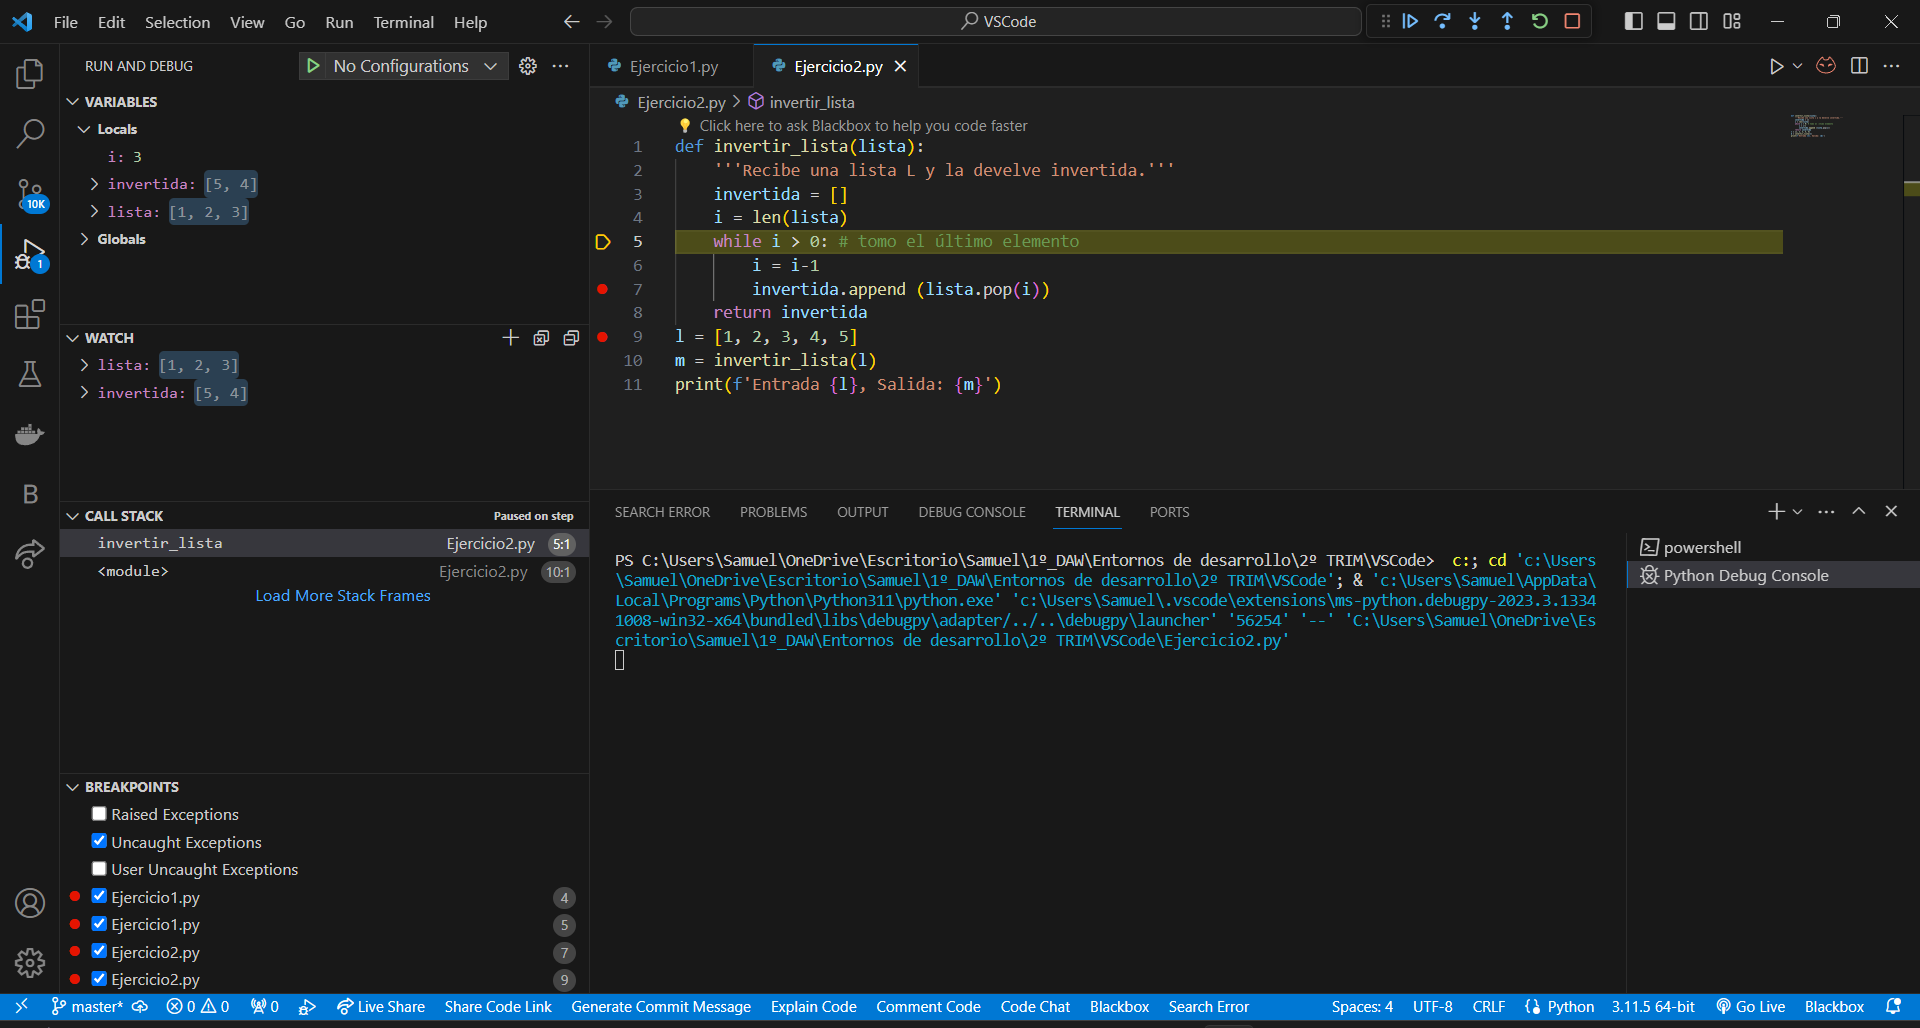 File Edit Selection View Go Run Terminal Help
VSCode
RUN AND DEBUG
No Configurations
VARIABLES
Locals
i: 3
invertida: [5, 4]
lista: [1, 2, 3]
Globals
WATCH
lista: [1, 2, 3]
invertida: [5, 4]
CALL STACK
Paused on step
invertir_lista Ejercicio2.py 5:1
<module> Ejercicio2.py 10:1
Load More Stack Frames
BREAKPOINTS
Raised Exceptions
Uncaught Exceptions
User Uncaught Exceptions
Ejercicio1.py 4
Ejercicio1.py 5
Ejercicio2.py 7
Ejercicio2.py 9
10K
1
B
Ejercicio1.py
Ejercicio2.py
Ejercicio2.py > invertir_lista
Click here to ask Blackbox to help you code faster
1 def invertir_lista(lista):
2 '''Recibe una lista L y la develve invertida.'''
3 invertida = []
4 i = len(lista)
5 while i > 0: # tomo el último elemento
6 i = i-1
7 invertida.append (lista.pop(i))
8 return invertida
9 l = [1, 2, 3, 4, 5]
10 m = invertir_lista(l)
11 print(f'Entrada {l}, Salida: {m}')
SEARCH ERROR PROBLEMS OUTPUT DEBUG CONSOLE TERMINAL PORTS
PS C:\Users\Samuel\OneDrive\Escritorio\Samuel\1º_DAW\Entornos de desarrollo\2º TRIM\VSCode> c:; cd 'c:\Users
\Samuel\OneDrive\Escritorio\Samuel\1º_DAW\Entornos de desarrollo\2º TRIM\VSCode'; & 'c:\Users\Samuel\AppData\
Local\Programs\Python\Python311\python.exe' 'c:\Users\Samuel\.vscode\extensions\ms-python.debugpy-2023.3.1334
1008-win32-x64\bundled\libs\debugpy\adapter/../..\debugpy\launcher' '56254' '--' 'C:\Users\Samuel\OneDrive\Es
critorio\Samuel\1º_DAW\Entornos de desarrollo\2º TRIM\VSCode\Ejercicio2.py'
powershell
Python Debug Console
master* 0 0 0 Live Share Share Code Link Generate Commit Message Explain Code Comment Code Code Chat Blackbox Search Error Spaces: 4 UTF-8 CRLF Python 3.11.5 64-bit Go Live Blackbox